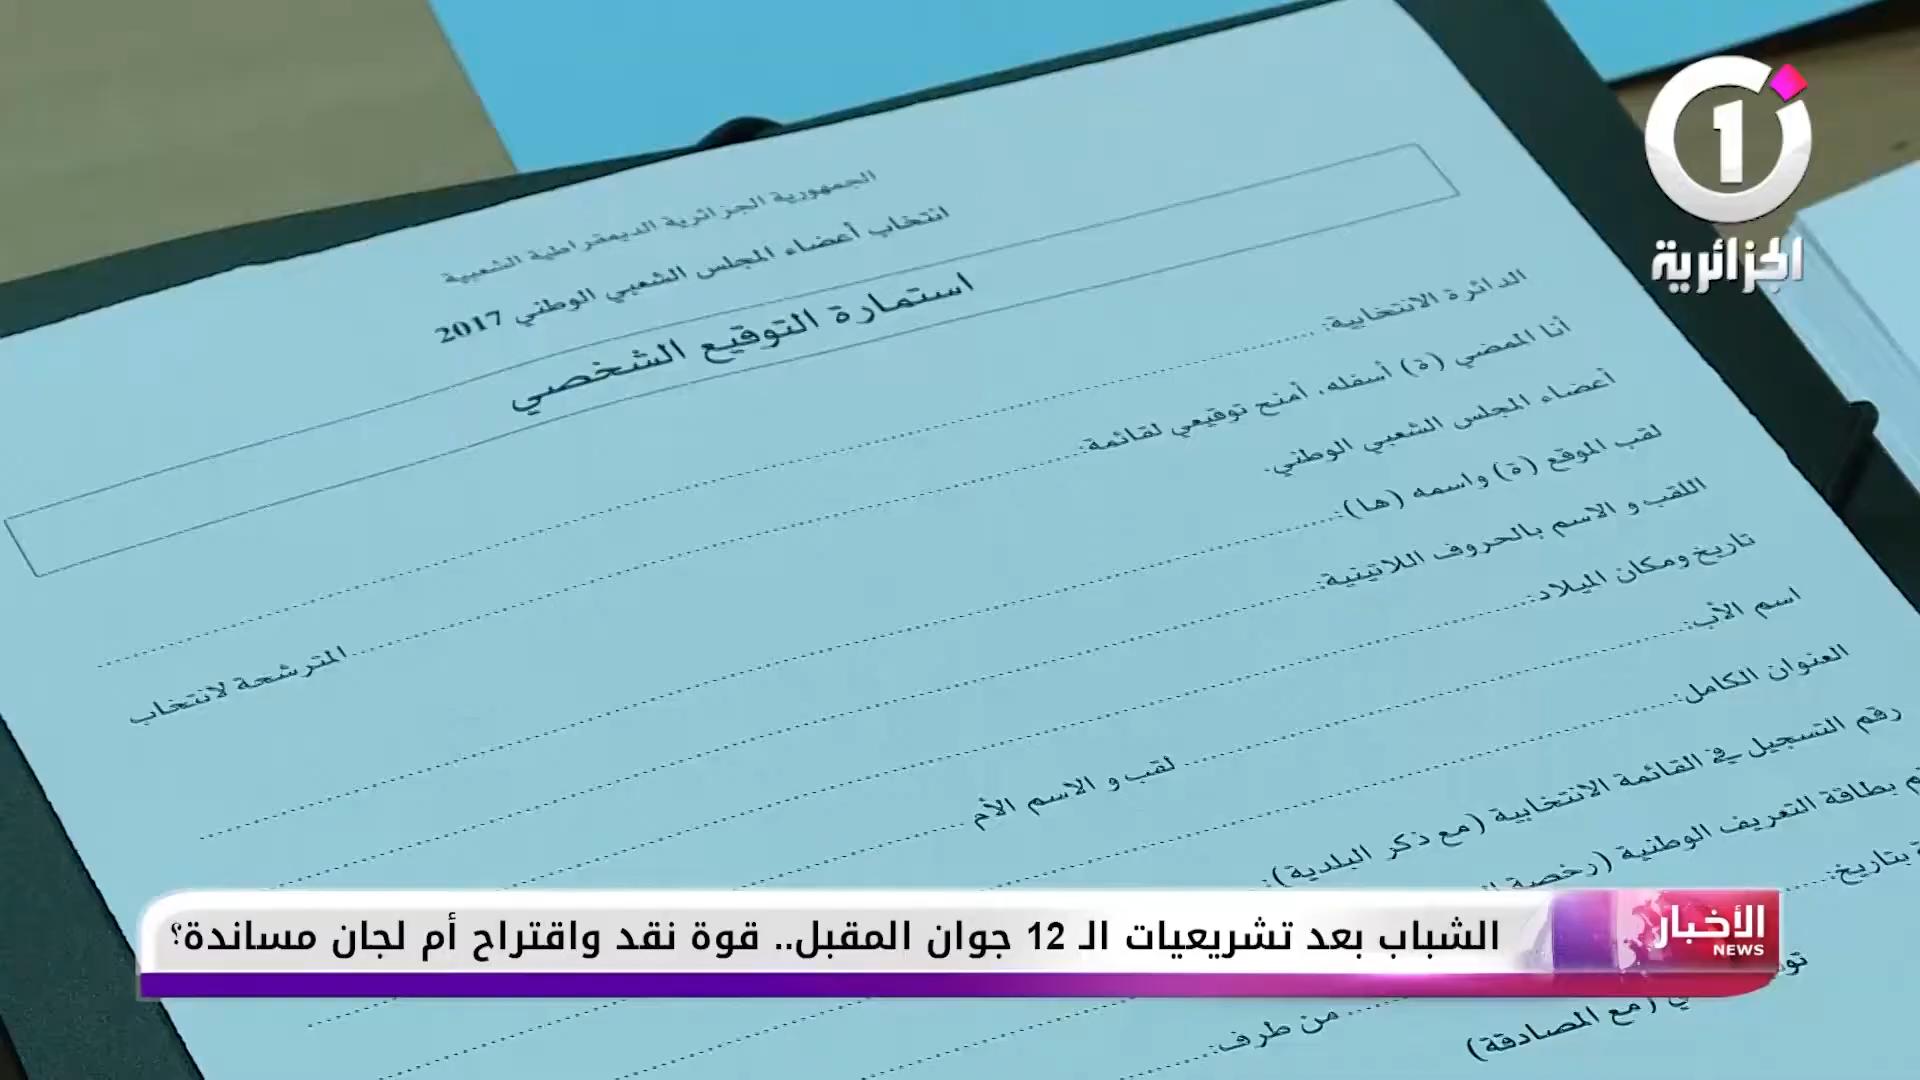 1
الجزائرية
الجمهورية الجزائرية الديمقراطية الشعبية
انتخاب أعضاء المجلس الشعبي الوطني 2017
استمارة التوقيع الشخصي
الدائرة الانتخابية:
أنا الممضي (ة) أسفله، أمنح توقيعي لقائمة: المترشحة لانتخاب
أعضاء المجلس الشعبي الوطني.
لقب الموقع (ة) واسمه (ها):
اللقب و الاسم بالحروف اللاتينية:
تاريخ ومكان الميلاد:
اسم الأب: لقب و الاسم الأم
العنوان الكامل:
رقم التسجيل في القائمة الانتخابية (مع ذكر البلدية):
بطاقة التعريف الوطنية (رخصة
بتاريخ: من طرف:
(مع المصادقة)
الشباب بعد تشريعيات الـ 12 جوان المقبل.. قوة نقد واقتراح أم لجان مساندة؟
الأخبار
NEWS